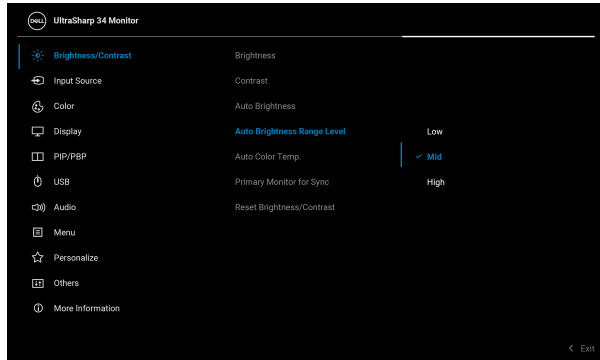 DELL UltraSharp 34 Monitor
Brightness/Contrast
Input Source
Color
Display
PIP/PBP
USB
Audio
Menu
Personalize
Others
More Information
Brightness
Contrast
Auto Brightness
Auto Brightness Range Level
Auto Color Temp.
Primary Monitor for Sync
Reset Brightness/Contrast
Low
Mid
High
Exit